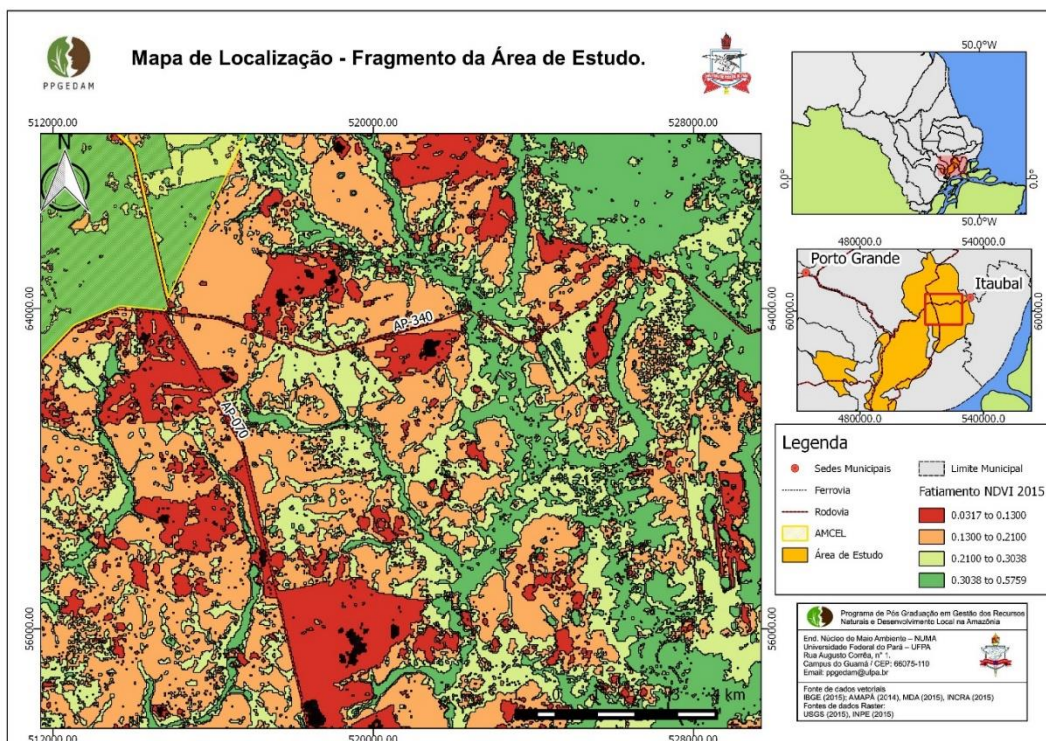 Mapa de Localização - Fragmento da Área de Estudo.
PPGEDAM
512000.00
520000.00
528000.00
N
64000.00
64000.00
AP-340
AP-070
56000.00
56000.00
4 km
512000.00
520000.00
528000.00
50.0°W
0.0°
0.0°
50.0°W
480000.0
540000.0
Porto Grande
Itaubal
60000.0
60000.0
480000.0
540000.0
Legenda
Sedes Municipais
Ferrovia
Rodovia
AMCEL
Área de Estudo
Limite Municipal
Fatiamento NDVI 2015
0.0317 to 0.1300
0.1300 to 0.2100
0.2100 to 0.3038
0.3038 to 0.5759
Programa de Pós Graduação em Gestão dos Recursos
Naturais e Desenvolvimento Local na Amazônia
End. Núcleo de Maio Ambiente – NUMA
Universidade Federal do Pará – UFPA
Rua Augusto Corrêa, n° 1.
Campus do Guamá / CEP: 66075-110
Email: ppgedam@ufpa.br
Fonte de dados vetoriais
IBGE (2015); AMAPÁ (2014), MDA (2015), INCRA (2015)
Fontes de dados Raster:
USGS (2015), INPE (2015)